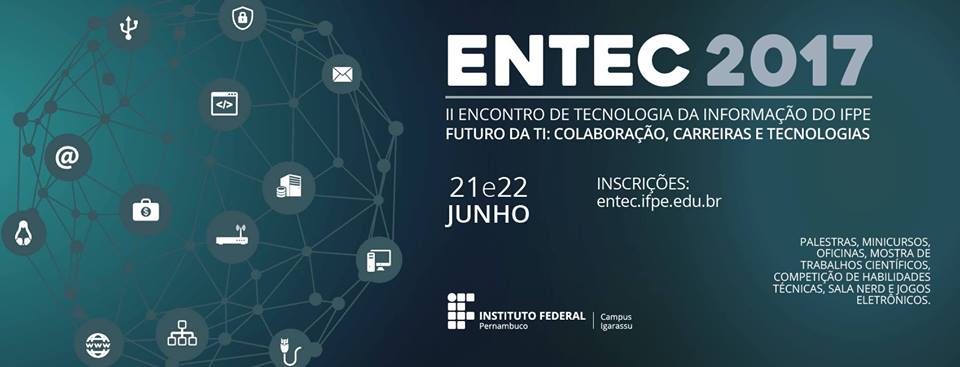 ENTEC 2017
II ENCONTRO DE TECNOLOGIA DA INFORMAÇÃO DO IFPE
FUTURO DA TI: COLABORAÇÃO, CARREIRAS E TECNOLOGIAS
21e22
JUNHO
INSCRIÇÕES:
entec.ifpe.edu.br
PALESTRAS, MINICURSOS,
OFICINAS, MOSTRA DE
TRABALHOS CIENTÍFICOS,
COMPETIÇÃO DE HABILIDADES
TÉCNICAS, SALA NERD E JOGOS
ELETRÔNICOS.
INSTITUTO FEDERAL
Pernambuco
Campus
Igarassu
@
</>
$
WWW